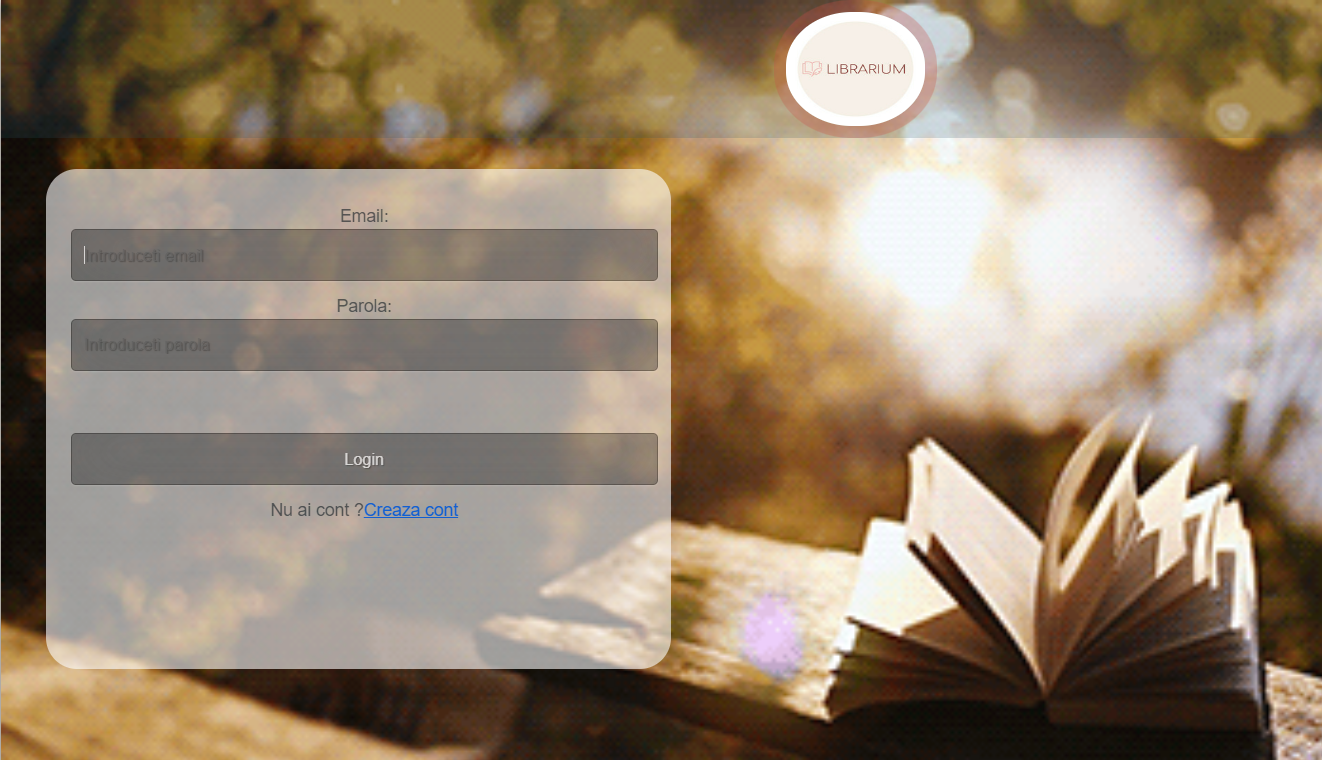 LIBRARIUM
Email:
Introduceti email
Parola:
Introduceti parola
Login
Nu ai cont ?Creaza cont